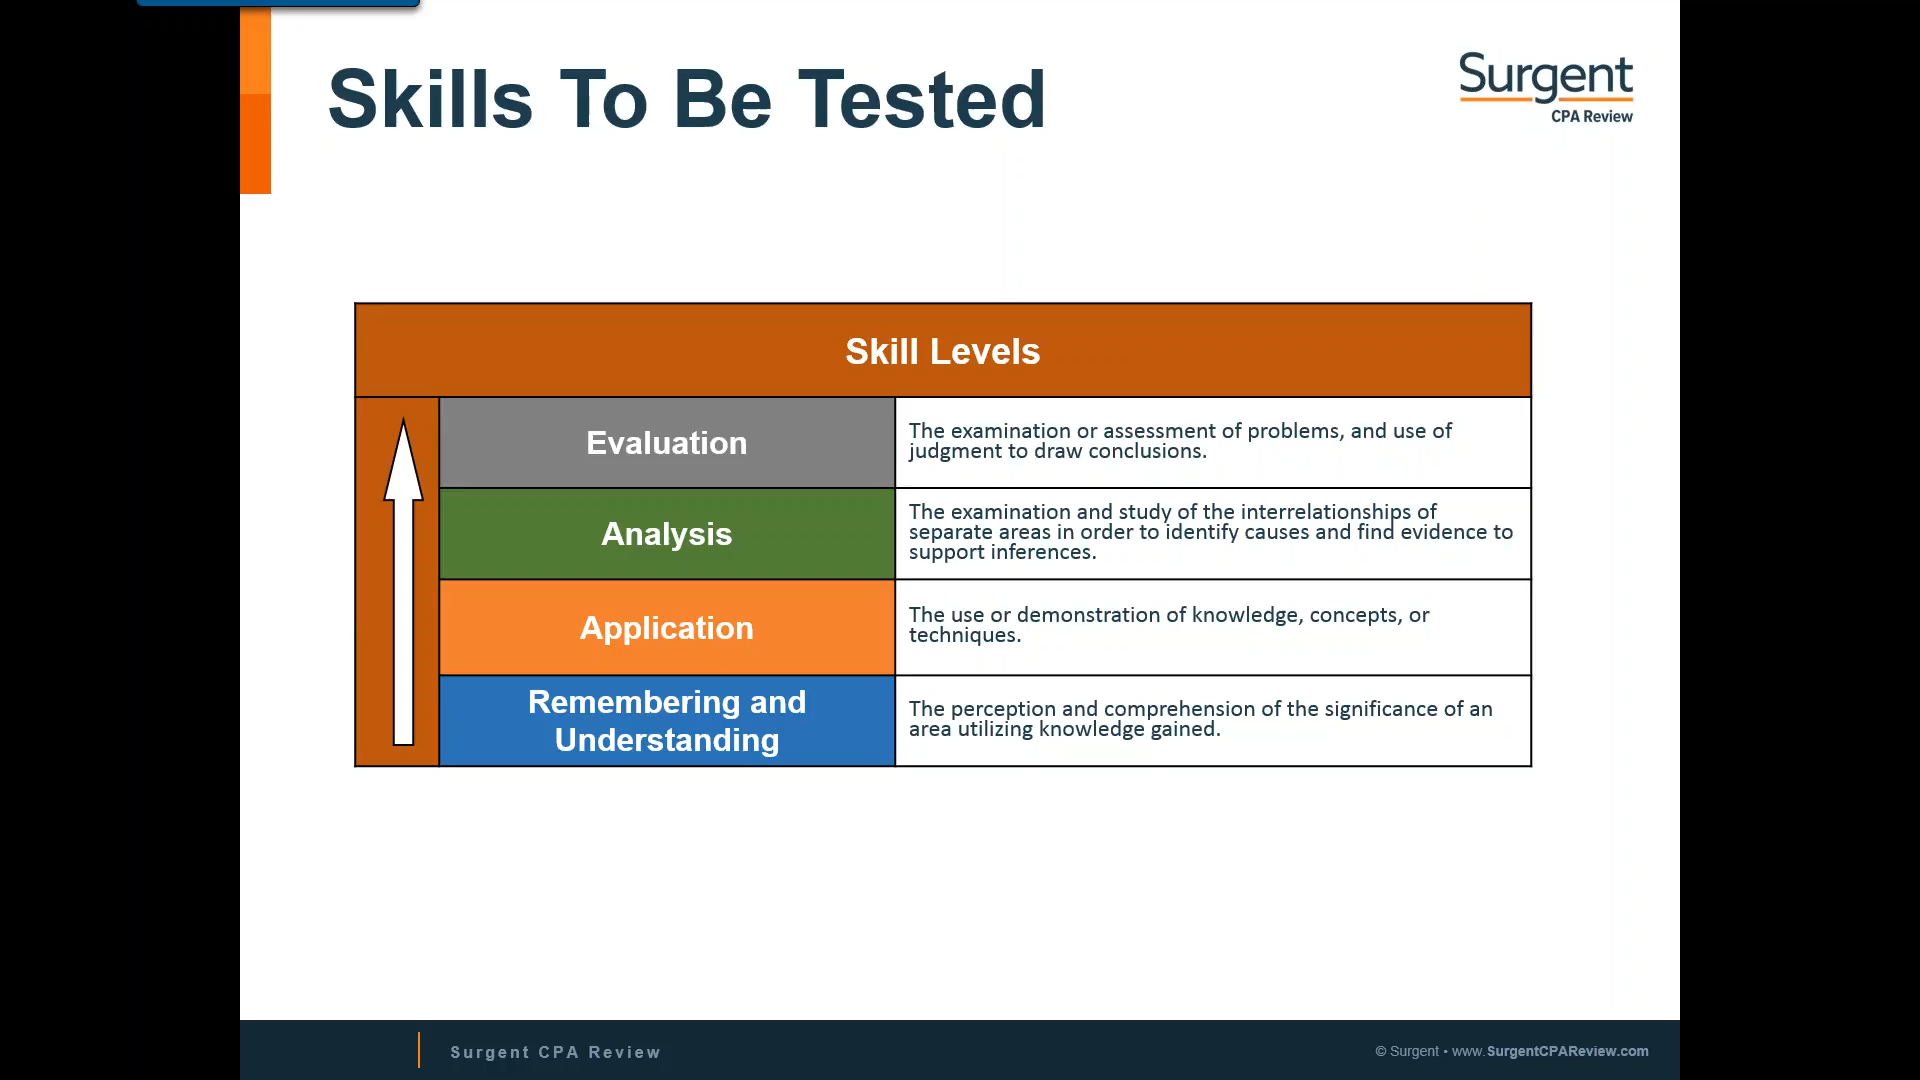 Skills To Be Tested
Surgent
CPA Review
Skill Levels
Evaluation
The examination or assessment of problems, and use of
judgment to draw conclusions.
Analysis
The examination and study of the interrelationships of
separate areas in order to identify causes and find evidence to
support inferences.
Application
The use or demonstration of knowledge, concepts, or
techniques.
Remembering and
Understanding
The perception and comprehension of the significance of an
area utilizing knowledge gained.
Surgent CPA Review
© Surgent • www.SurgentCPAReview.com